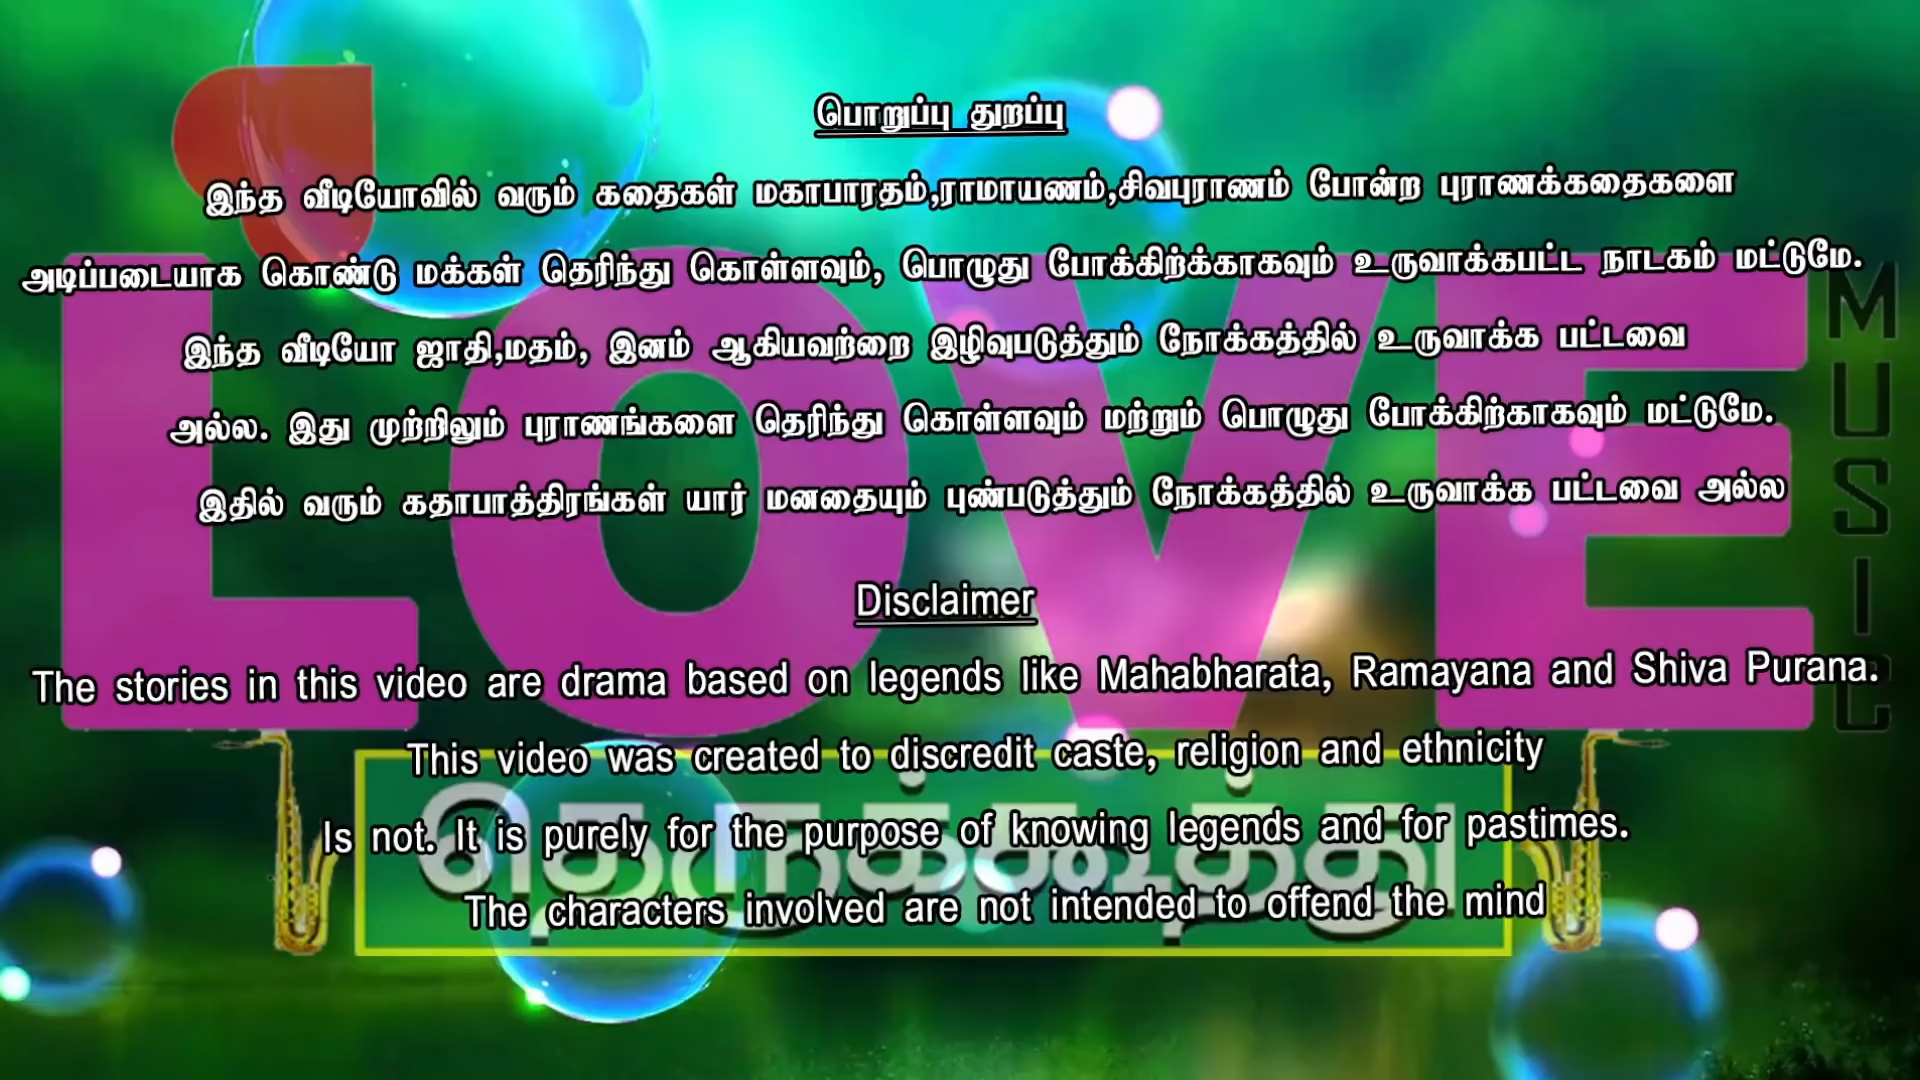 பொறுப்பு துறப்பு
இந்த வீடியோவில் வரும் கதைகள் மகாபாரதம்,ராமாயணம்,சிவபுராணம் போன்ற புராணக்கதைகளை
அடிப்படையாக கொண்டு மக்கள் தெரிந்து கொள்ளவும், பொழுது போக்கிற்க்காகவும் உருவாக்கபட்ட நாடகம் மட்டுமே.
இந்த வீடியோ ஜாதி,மதம், இனம் ஆகியவற்றை இழிவுபடுத்தும் நோக்கத்தில் உருவாக்க பட்டவை
அல்ல. இது முற்றிலும் புராணங்களை தெரிந்து கொள்ளவும் மற்றும் பொழுது போக்கிற்காகவும் மட்டுமே.
இதில் வரும் கதாபாத்திரங்கள் யார் மனதையும் புண்படுத்தும் நோக்கத்தில் உருவாக்க பட்டவை அல்ல
LOVE
MUSIC
Disclaimer
The stories in this video are drama based on legends like Mahabharata, Ramayana and Shiva Purana.
This video was created to discredit caste, religion and ethnicity
Is not. It is purely for the purpose of knowing legends and for pastimes.
The characters involved are not intended to offend the mind
தெருக்கூத்து